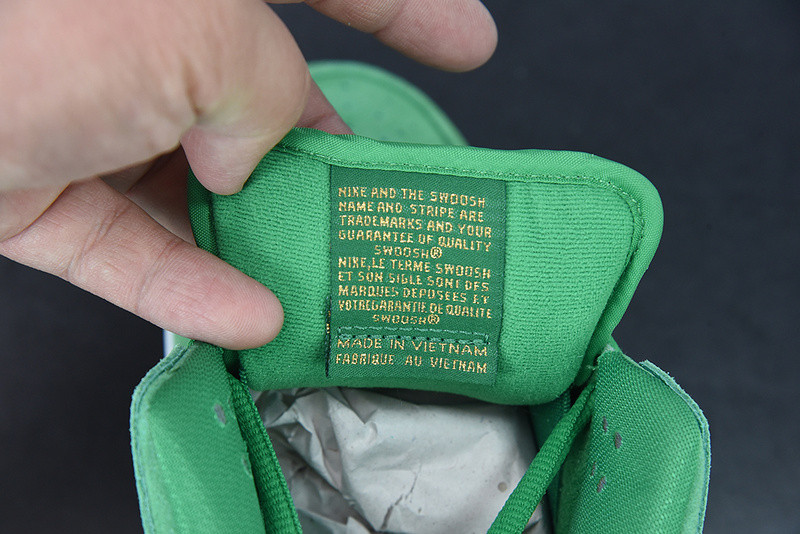 NIKE AND THE SWOOSH
NAME AND STRIPE ARE
TRADEMARKS AND YOUR
GUARANTEE OF QUALITY
SWOOSH®
NIKE, LE TERME SWOOSH
ET SON SIBLE SONT DES
MARQUES DEPOSEES ET
VOTREGARANTIE DE QUALITE
SWOOSH®
MADE IN VIETNAM
FABRIQUE AU VIETNAM